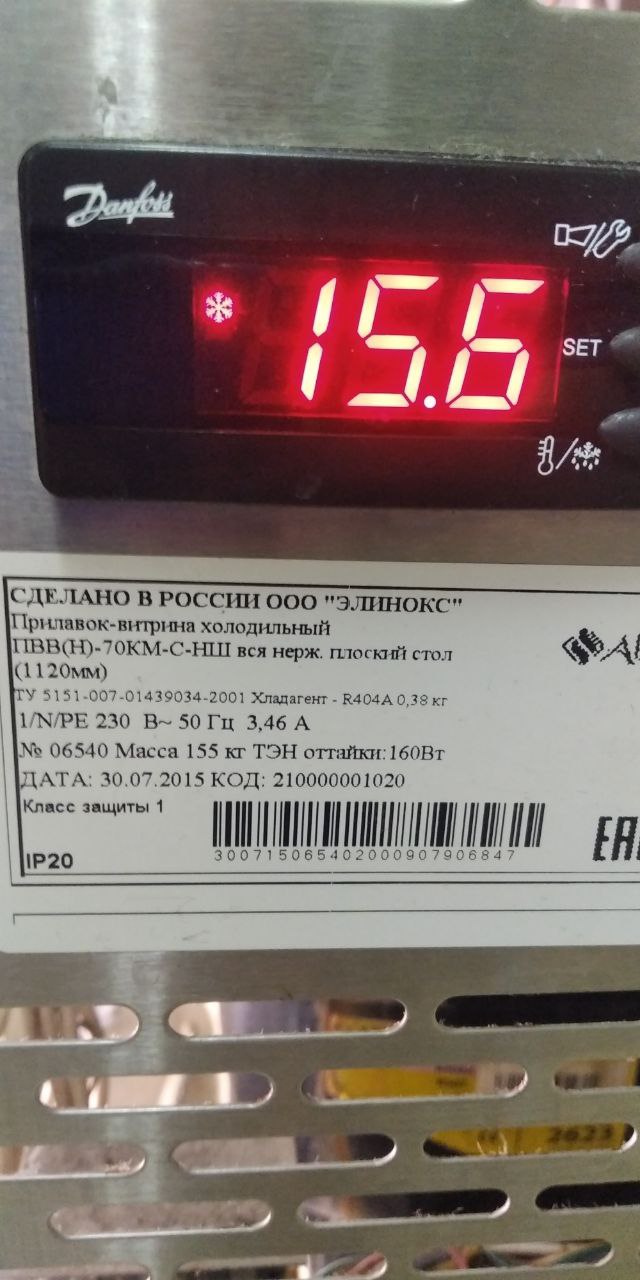 Danfoss
15.6
SET
СДЕЛАНО В РОССИИ ООО "ЭЛИНОКС"
Прилавок-витрина холодильный
ПВВ(Н)-70КМ-С-НШ вся нерж. плоский стол
(1120мм)
ТУ 5151-007-01439034-2001 Хладагент - R404A 0,38 кг
1/N/PE 230 В~ 50 Гц 3,46 А
№ 06540 Масса 155 кг ТЭН оттайки:160Вт
ДАТА: 30.07.2015 КОД: 210000001020
Класс защиты 1
300715065402000907906847
IP20
2623